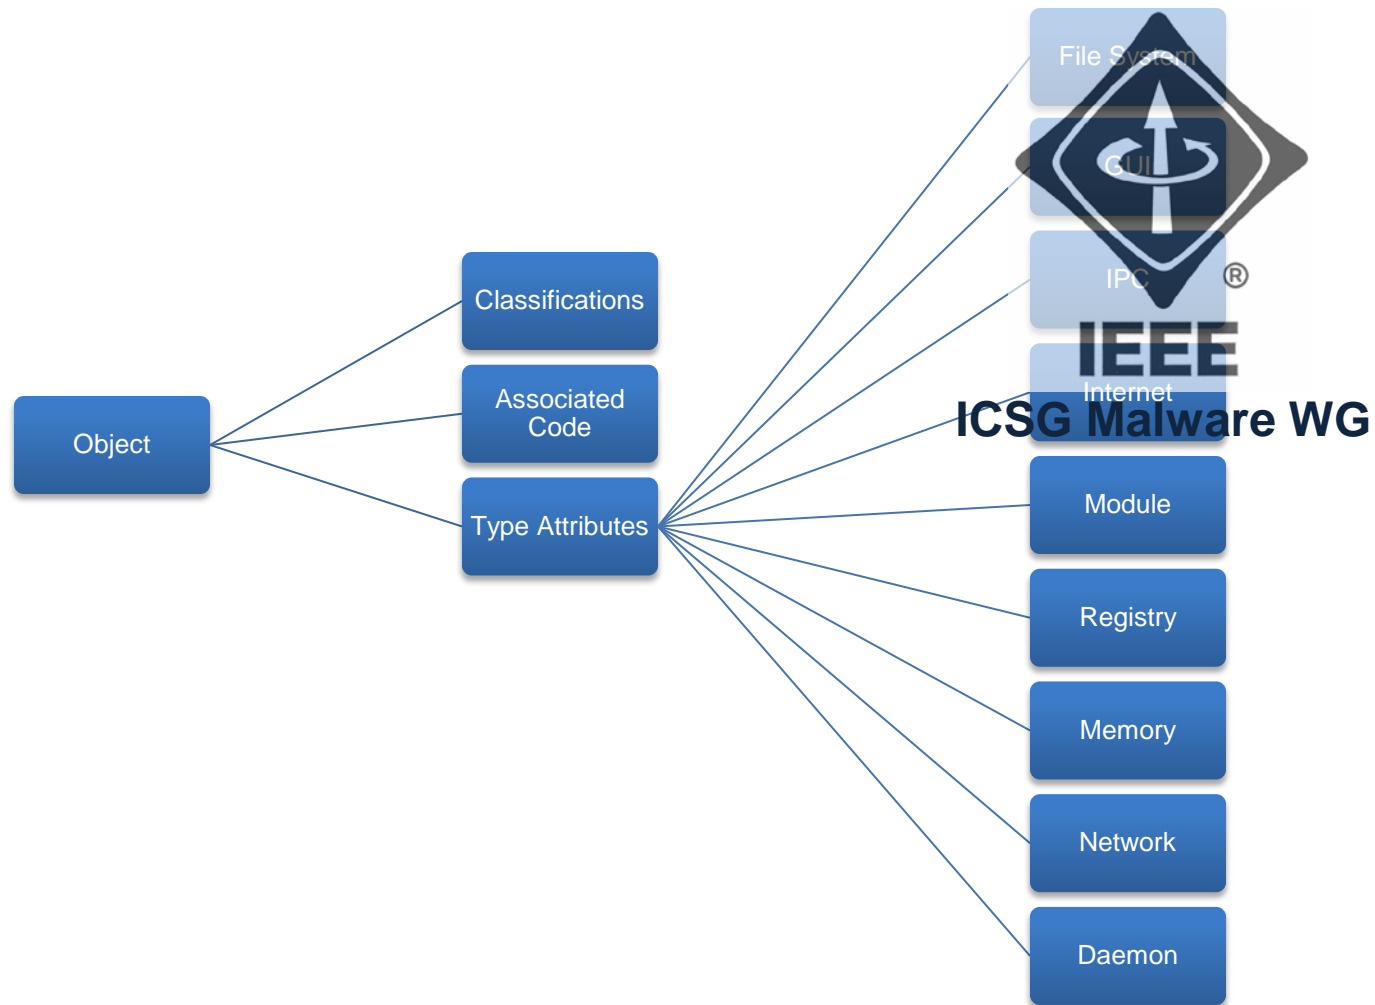 File System
GUI
IPC
®
IEEE
Internet
ICSG Malware WG
Classifications
Associated
Code
Object
Type Attributes
Module
Registry
Memory
Network
Daemon